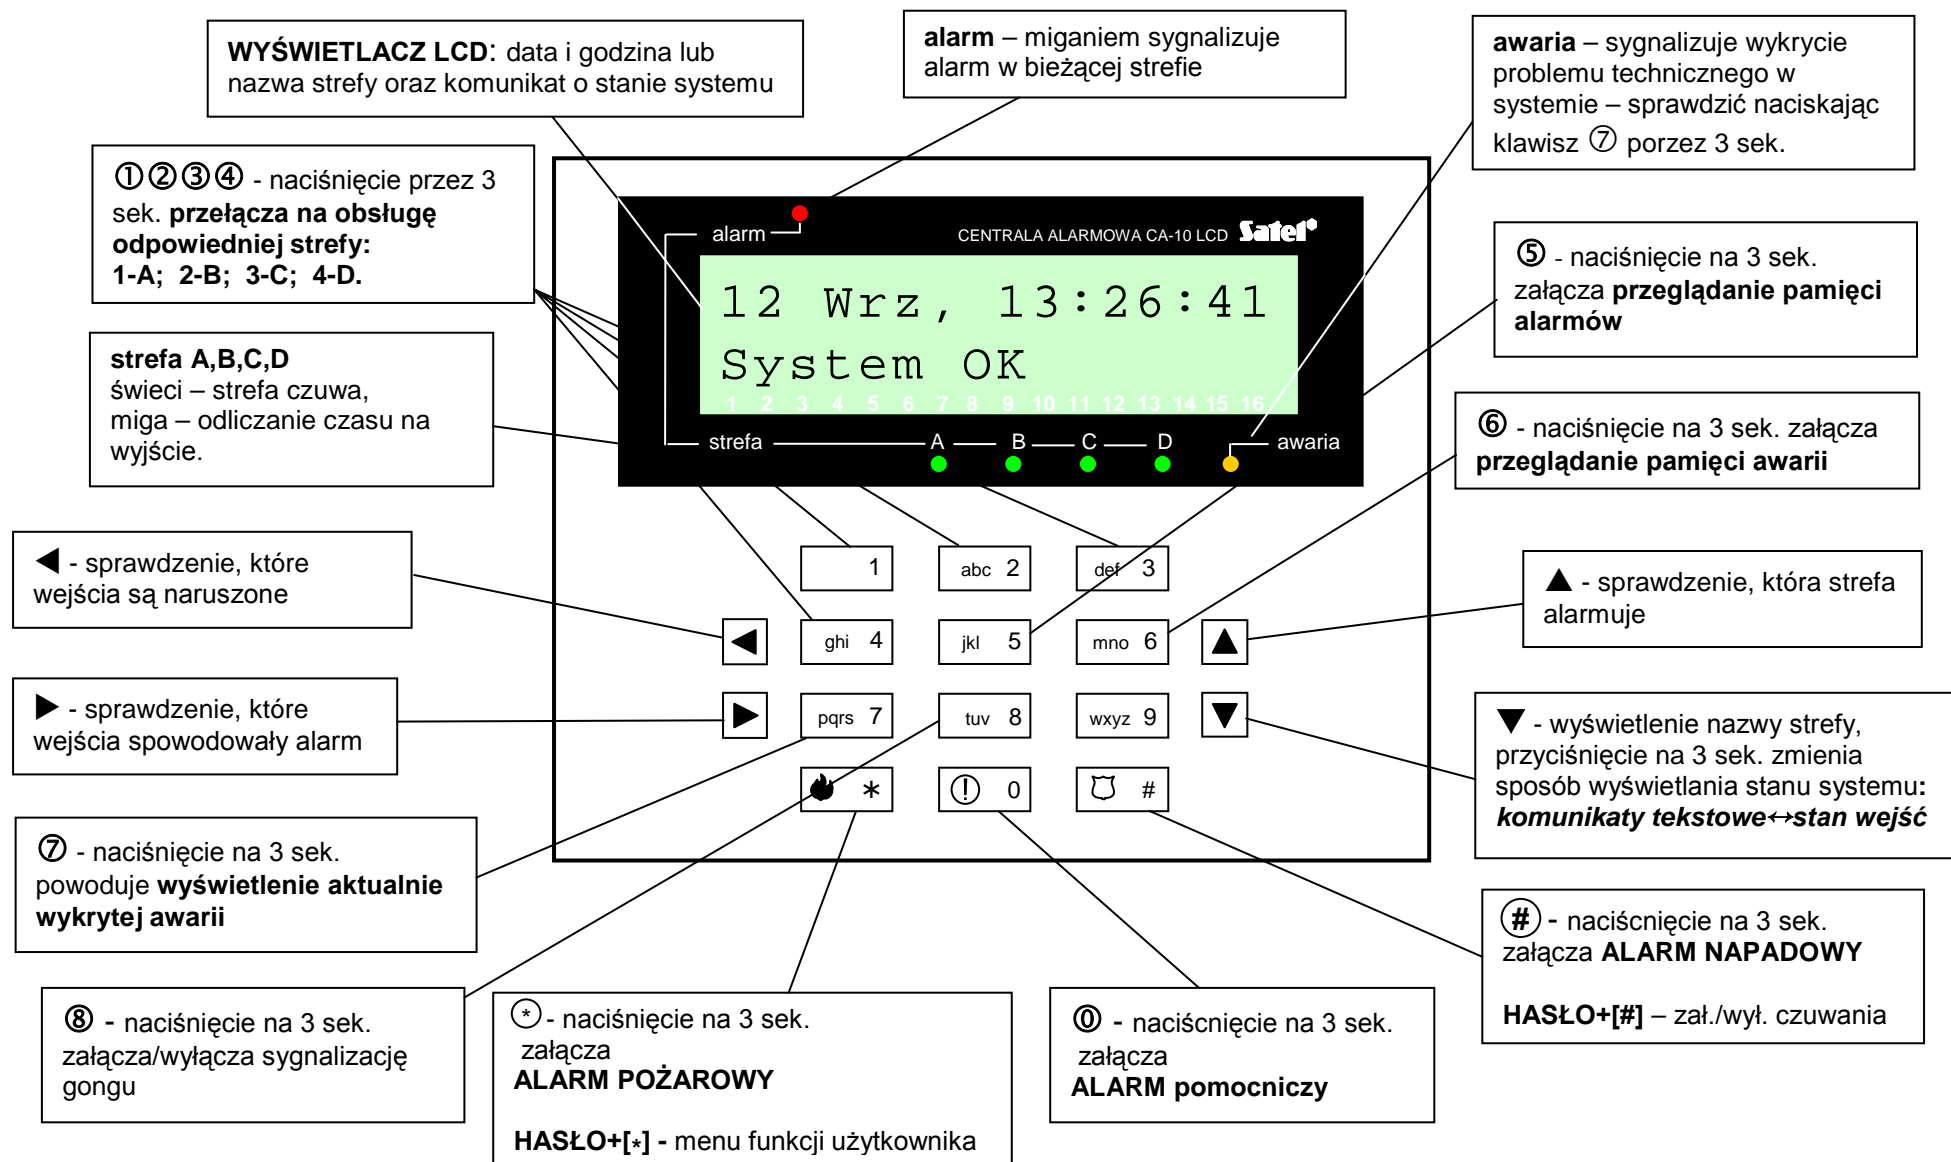 WYŚWIETLACZ LCD: data i godzina lub
nazwa strefy oraz komunikat o stanie systemu
alarm – miganiem sygnalizuje
alarm w bieżącej strefie
awaria – sygnalizuje wykrycie
problemu technicznego w
systemie – sprawdzić naciskając
klawisz ⑦ porzez 3 sek.
①②③④ - naciśnięcie przez 3
sek. przełącza na obsługę
odpowiedniej strefy:
1-A; 2-B; 3-C; 4-D.
strefa A,B,C,D
świeci – strefa czuwa,
miga – odliczanie czasu na
wyjście.
alarm
CENTRALA ALARMOWA CA-10 LCD Satel
12 Wrz, 13:26:41
System OK
1 2 3 4 5 6 7 8 9 10 11 12 13 14 15 16
strefa A B C D awaria
⑤ - naciśnięcie na 3 sek.
załącza przeglądanie pamięci
alarmów
⑥ - naciśnięcie na 3 sek. załącza
przeglądanie pamięci awarii
◀ - sprawdzenie, które
wejścia są naruszone
▶ - sprawdzenie, które
wejścia spowodowały alarm
1 abc 2 def 3
◀ ghi 4 jkl 5 mno 6 ▲
▶ pqrs 7 tuv 8 wxyz 9 ▼
* ! 0 #
▲ - sprawdzenie, która strefa
alarmuje
▼ - wyświetlenie nazwy strefy,
przyciśnięcie na 3 sek. zmienia
sposób wyświetlania stanu systemu:
komunikaty tekstowe↔stan wejść
⑦ - naciśnięcie na 3 sek.
powoduje wyświetlenie aktualnie
wykrytej awarii
⑧ - naciśnięcie na 3 sek.
załącza/wyłącza sygnalizację
gongu
(*) - naciśnięcie na 3 sek.
załącza
ALARM POŻAROWY
HASŁO+[*] - menu funkcji użytkownika
⓪ - naciścnięcie na 3 sek.
załącza
ALARM pomocniczy
(#) - naciścnięcie na 3 sek.
załącza ALARM NAPADOWY
HASŁO+[#] – zał./wył. czuwania